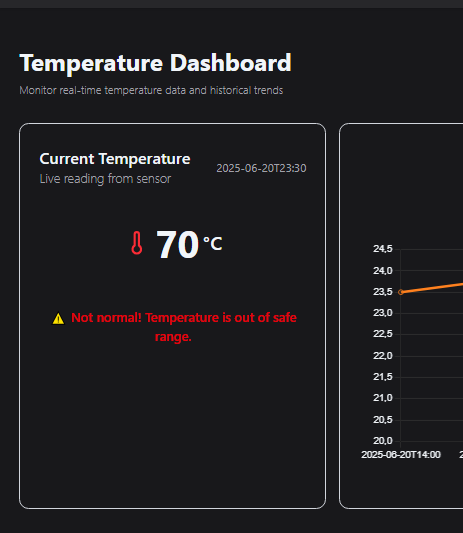 Temperature Dashboard
Monitor real-time temperature data and historical trends
Current Temperature
Live reading from sensor
2025-06-20T23:30
70 °C
⚠️ Not normal! Temperature is out of safe
range.
24,5
24,0
23,5
23,0
22,5
22,0
21,5
21,0
20,5
20,0
2025-06-20T14:00